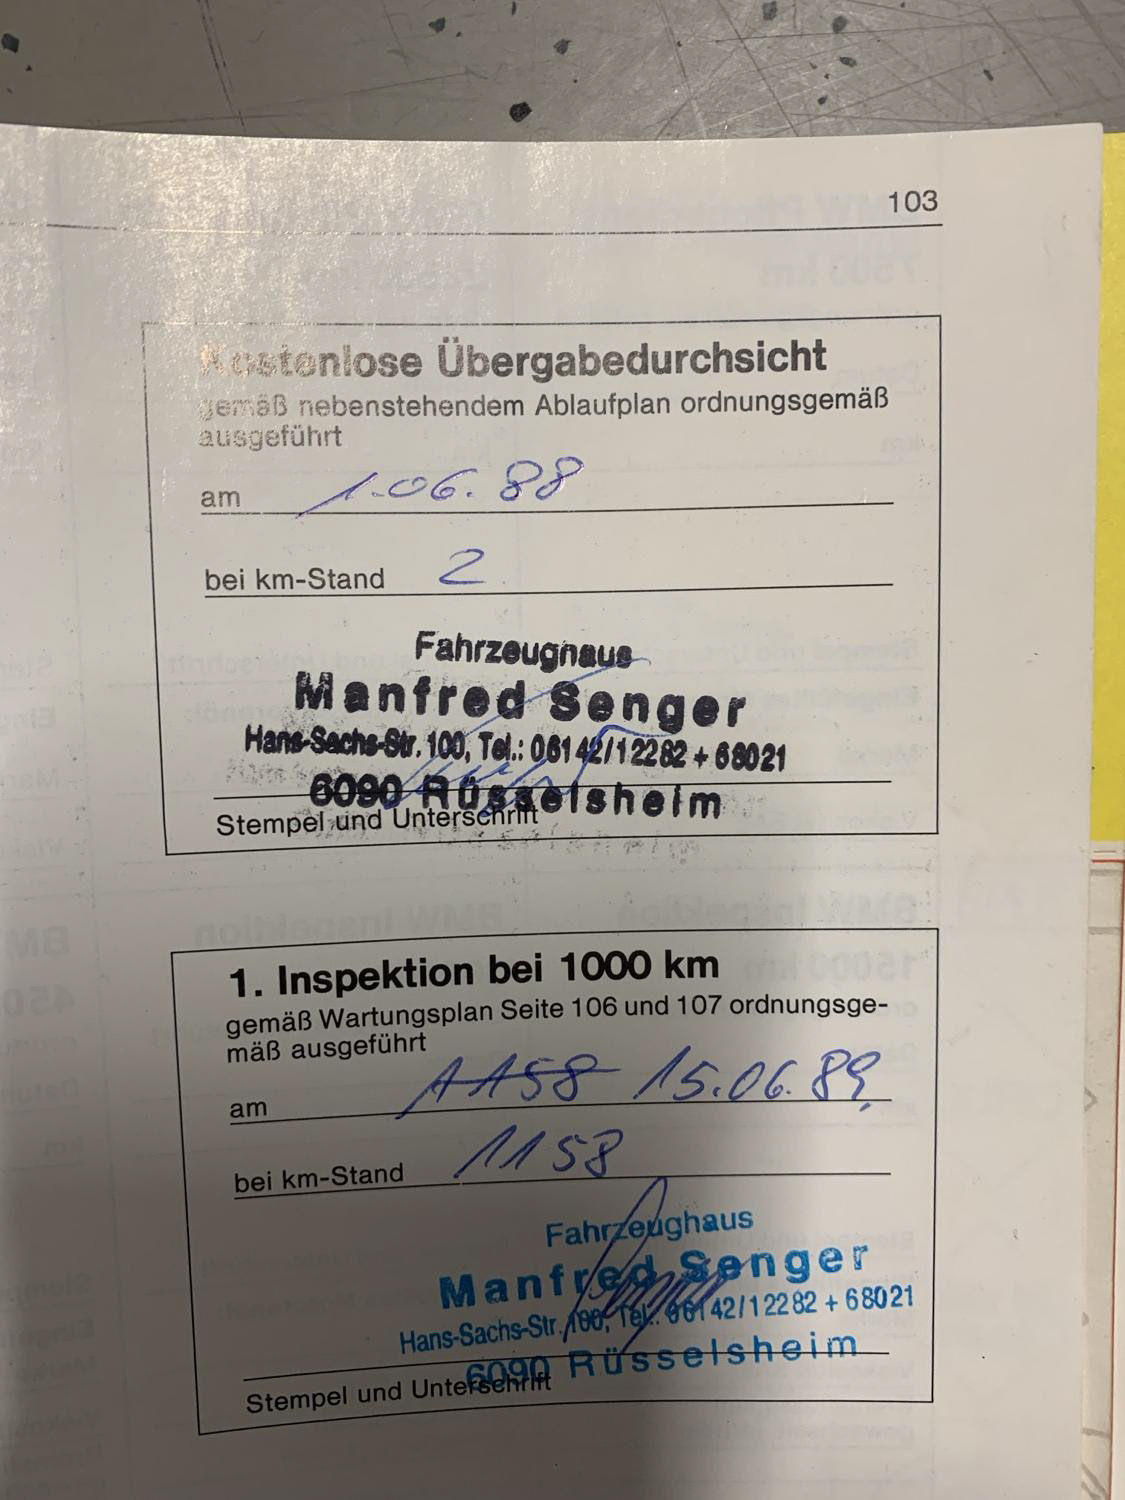 103
Kostenlose Übergabedurchsicht
gemäß nebenstehendem Ablaufplan ordnungsgemäß
ausgeführt
am 1.06.88
bei km-Stand 2
Fahrzeughaus
Manfred Senger
Hans-Sachs-Str. 100, Tel.: 06142/12282 + 68021
6090 Rüsselsheim
Stempel und Unterschrift
1. Inspektion bei 1000 km
gemäß Wartungsplan Seite 106 und 107 ordnungsge-
mäß ausgeführt
am 1158 15.06.89
bei km-Stand 1158
Fahrzeughaus
Manfred Senger
Hans-Sachs-Str. 100, Tel.: 06142/12282 + 68021
6090 Rüsselsheim
Stempel und Unterschrift